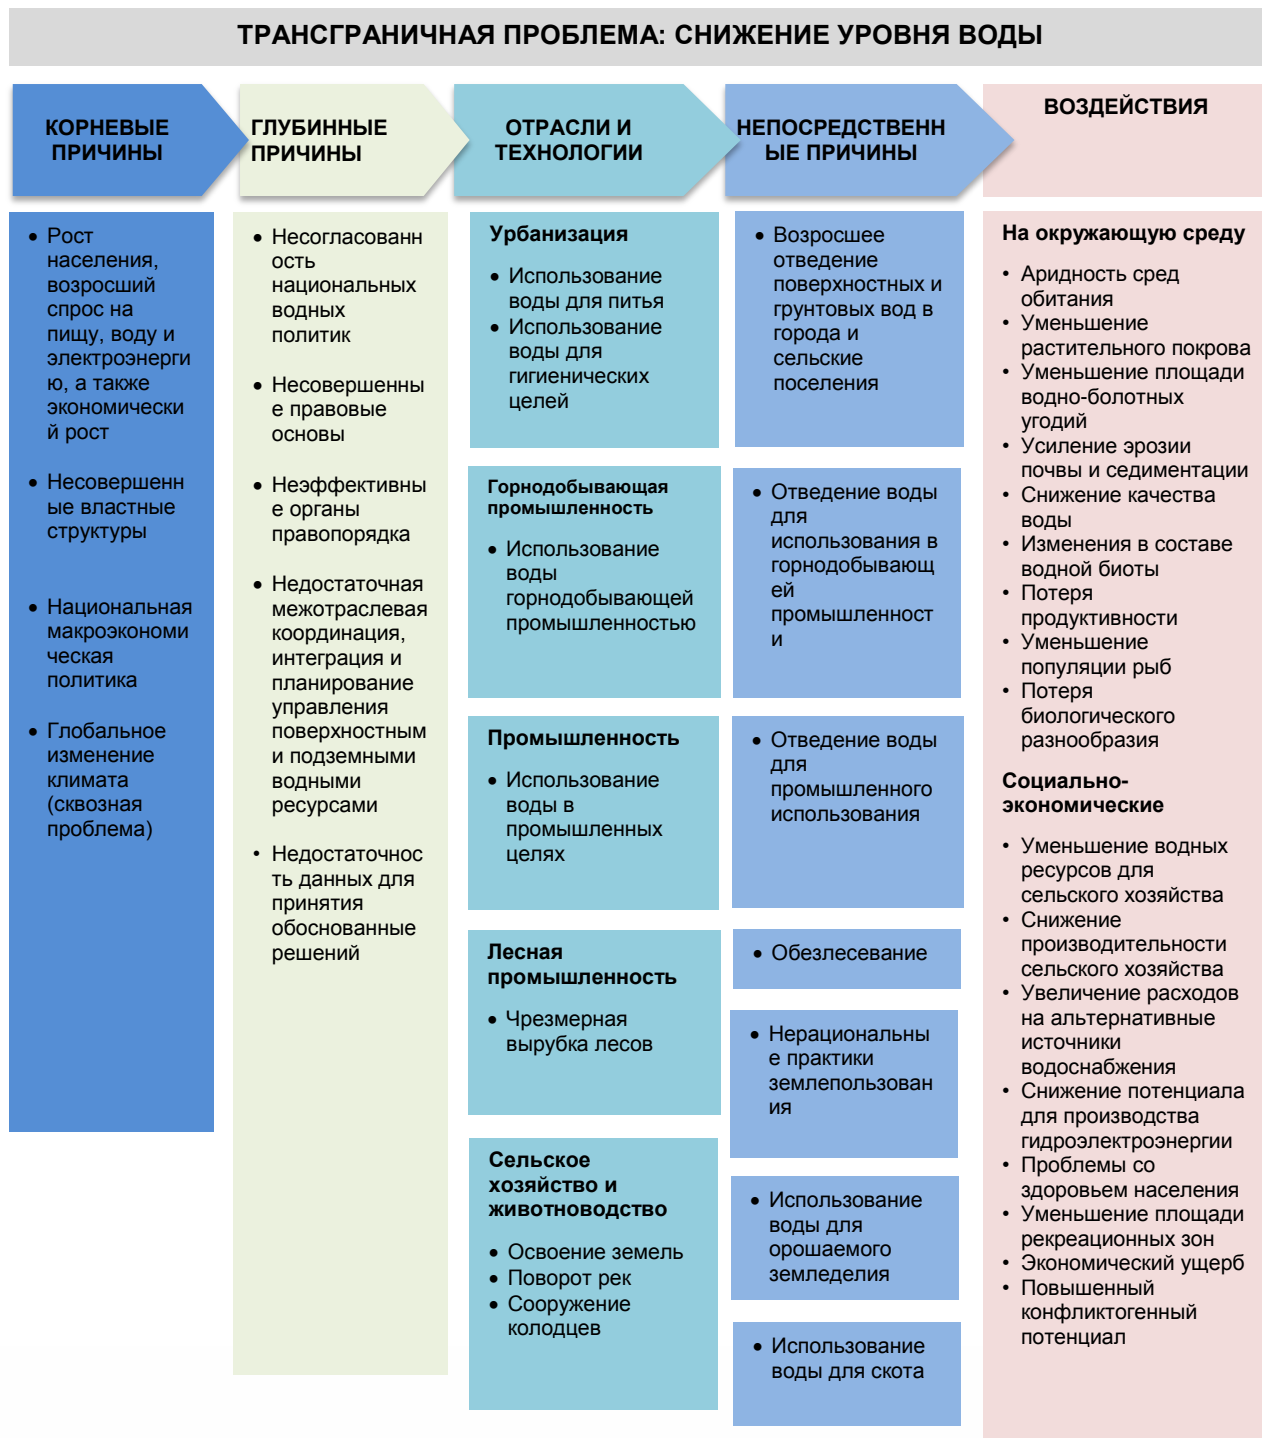 ТРАНСГРАНИЧНАЯ ПРОБЛЕМА: СНИЖЕНИЕ УРОВНЯ ВОДЫ
КОРНЕВЫЕ
ПРИЧИНЫ
ГЛУБИННЫЕ
ПРИЧИНЫ
ОТРАСЛИ И
ТЕХНОЛОГИИ
НЕПОСРЕДСТВЕНН
ЫЕ ПРИЧИНЫ
ВОЗДЕЙСТВИЯ
• Рост
населения,
возросший
спрос на
пищу, воду и
электроэнерги
ю, а также
экономически
й рост
• Несовершенн
ые властные
структуры
• Национальная
макроэкономи
ческая
политика
• Глобальное
изменение
климата
(сквозная
проблема)
• Несогласованн
ость
национальных
водных
политик
• Несовершенны
е правовые
основы
• Неэффективны
е органы
правопорядка
• Недостаточная
межотраслевая
координация,
интеграция и
планирование
управления
поверхностным
и подземными
водными
ресурсами
• Недостаточнос
ть данных для
принятия
обоснованные
решений
Урбанизация
• Использование
воды для питья
• Использование
воды для
гигиенических
целей
Горнодобывающая
промышленность
• Использование
воды
горнодобывающей
промышленностью
Промышленность
• Использование
воды в
промышленных
целях
Лесная
промышленность
• Чрезмерная
вырубка лесов
Сельское
хозяйство и
животноводство
• Освоение земель
• Поворот рек
• Сооружение
колодцев
• Возросшее
отведение
поверхностных и
грунтовых вод в
города и
сельские
поселения
• Отведение воды
для
использования в
горнодобывающ
ей
промышленност
и
• Отведение воды
для
промышленного
использования
• Обезлесевание
• Нерациональны
е практики
землепользован
ия
• Использование
воды для
орошаемого
земледелия
• Использование
воды для скота
На окружающую среду
• Аридность сред
обитания
• Уменьшение
растительного покрова
• Уменьшение площади
водно-болотных
угодий
• Усиление эрозии
почвы и седиментации
• Снижение качества
воды
• Изменения в составе
водной биоты
• Потеря
продуктивности
• Уменьшение
популяции рыб
• Потеря
биологического
разнообразия
Социально-
экономические
• Уменьшение водных
ресурсов для
сельского хозяйства
• Снижение
производительности
сельского хозяйства
• Увеличение расходов
на альтернативные
источники
водоснабжения
• Снижение потенциала
для производства
гидроэлектроэнергии
• Проблемы со
здоровьем населения
• Уменьшение площади
рекреационных зон
• Экономический ущерб
• Повышенный
конфликтогенный
потенциал